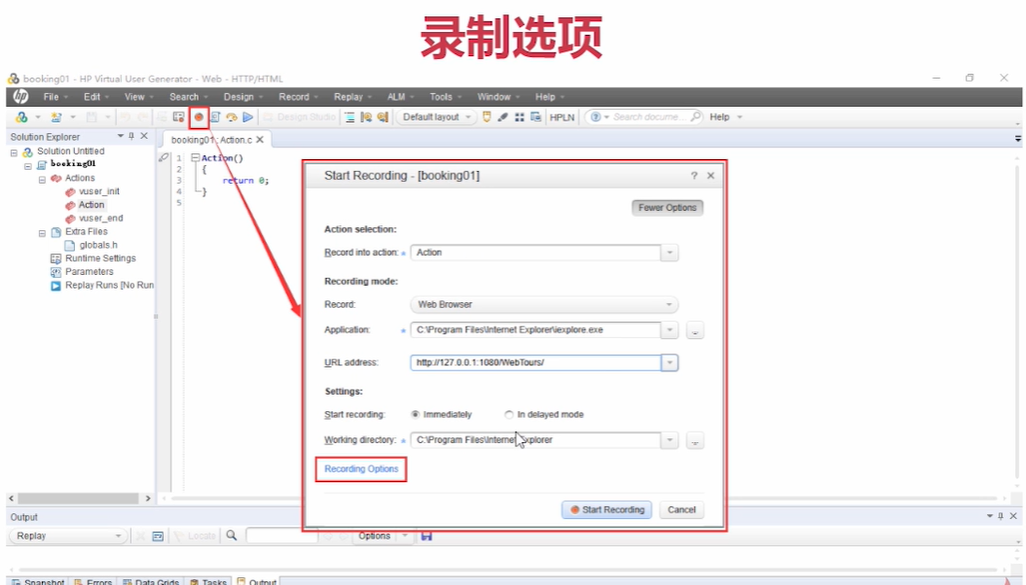 录制选项
booking01 - HP Virtual User Generator - Web - HTTP/HTML
hp File Edit View Search Design Record Replay ALM Tools Window Help
Design Studio Default layout HPLN Search docume... Help
Solution Explorer
booking01 : Action.c
Solution Untitled
booking01
Actions
vuser_init
Action
vuser_end
Extra Files
globals.h
Runtime Settings
Parameters
Replay Runs [No Run
1 Action()
2 {
3 return 0;
4 }
5
Start Recording - [booking01]
Fewer Options
Action selection:
Record into action: Action
Recording mode:
Record: Web Browser
Application: C:\Program Files\Internet Explorer\iexplore.exe
URL address: http://127.0.0.1:1080/WebTours/
Settings:
Start recording: Immediately In delayed mode
Working directory: C:\Program Files\Internet Explorer
Recording Options
Start Recording Cancel
Output
Replay Locate Options
Snapshot Errors Data Grids Tasks Output